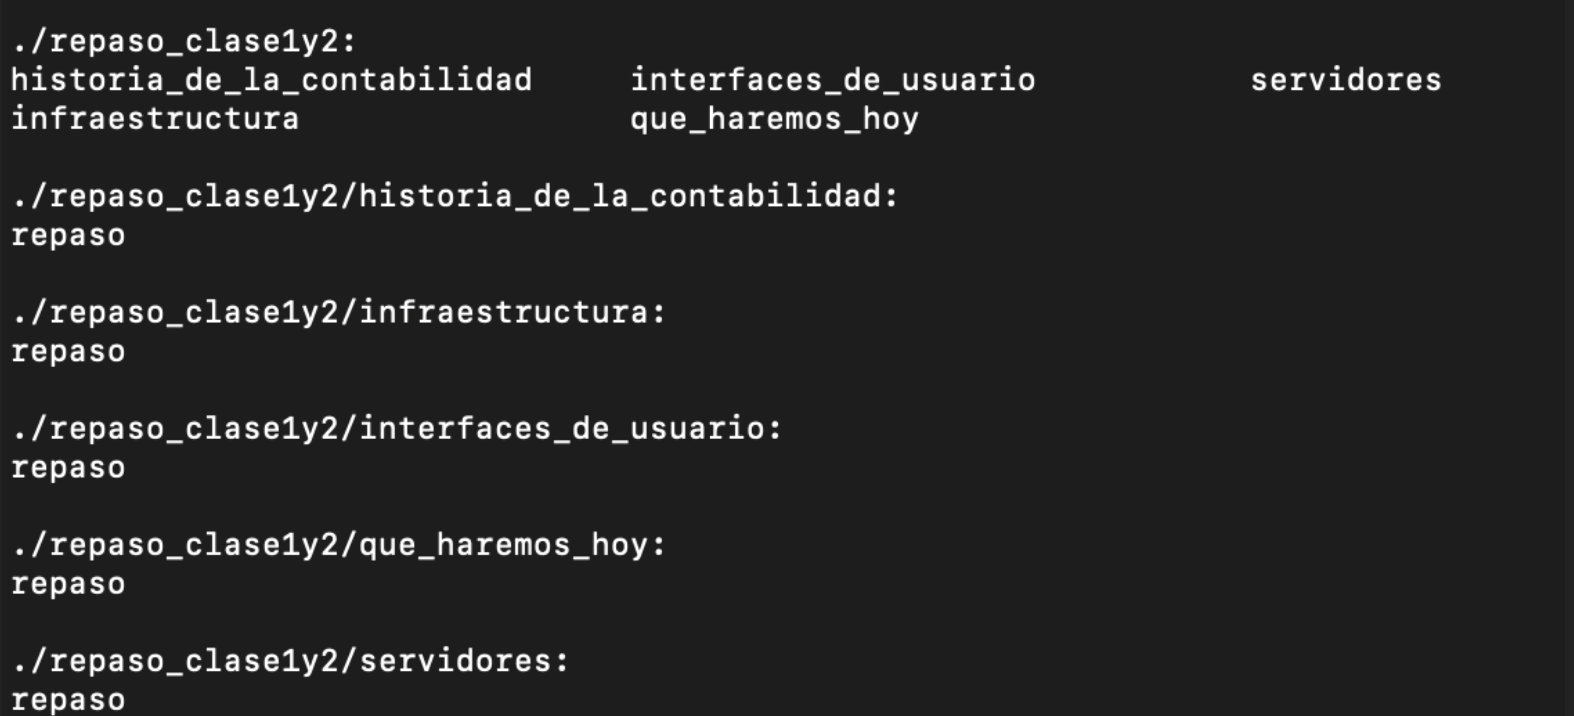 ./repaso_clase1y2:
historia_de_la_contabilidad interfaces_de_usuario servidores
infraestructura que_haremos_hoy
./repaso_clase1y2/historia_de_la_contabilidad:
repaso
./repaso_clase1y2/infraestructura:
repaso
./repaso_clase1y2/interfaces_de_usuario:
repaso
./repaso_clase1y2/que_haremos_hoy:
repaso
./repaso_clase1y2/servidores:
repaso